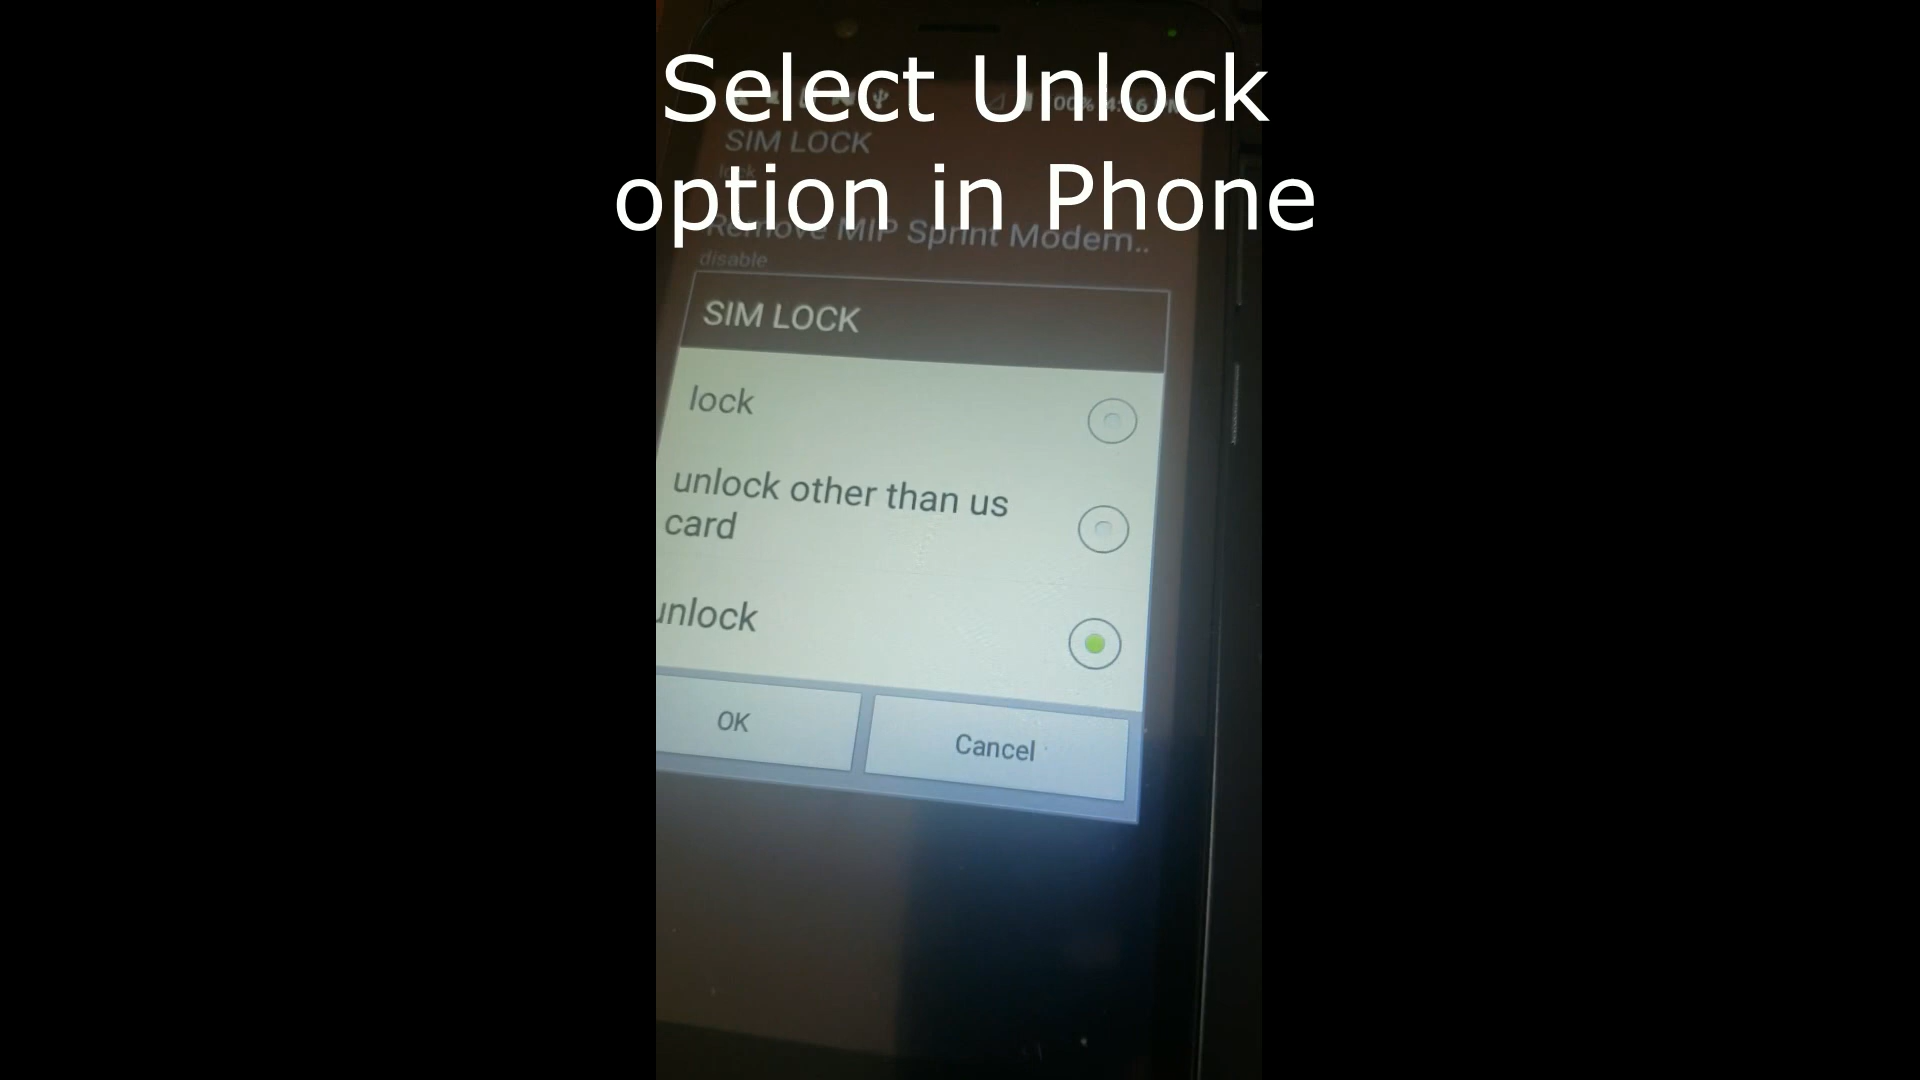 Select Unlock
option in Phone
SIM LOCK
lock
Remove MIP Sprint Modem..
disable
SIM LOCK
lock
unlock other than us
card
unlock
OK
Cancel